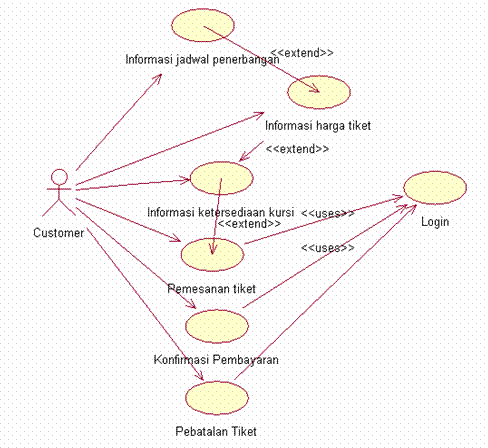 <<extend>>
Informasi jadwal penerbangan
Informasi harga tiket
<<extend>>
Customer
Informasi ketersediaan kursi
<<uses>>
<<extend>>
Login
<<uses>>
Pemesanan tiket
Konfirmasi Pembayaran
Pebatalan Tiket